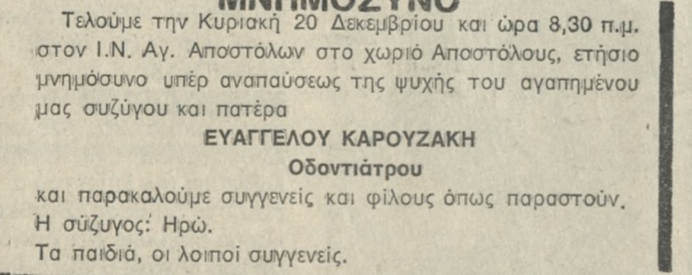 ΜΝΗΜΟΣΥΝΟ
Τελούμε την Κυριακή 20 Δεκεμβρίου και ώρα 8,30 π.μ.
στον Ι.Ν. Αγ. Αποστόλων στο χωριό Αποστόλους, ετήσιο
μνημόσυνο υπέρ αναπαύσεως της ψυχής του αγαπημένου
μας συζύγου και πατέρα
ΕΥΑΓΓΕΛΟΥ ΚΑΡΟΥΖΑΚΗ
Οδοντιάτρου
και παρακαλούμε συγγενείς και φίλους όπως παραστούν.
Η σύζυγος: Ηρώ.
Τα παιδιά, οι λοιποί συγγενείς.